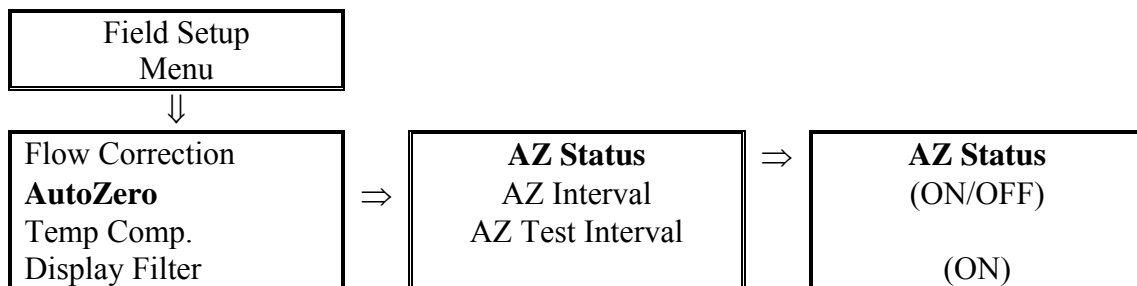 Field Setup
Menu
⇓
Flow Correction
AutoZero
Temp Comp.
Display Filter
⇒
AZ Status
AZ Interval
AZ Test Interval
⇒
AZ Status
(ON/OFF)
(ON)